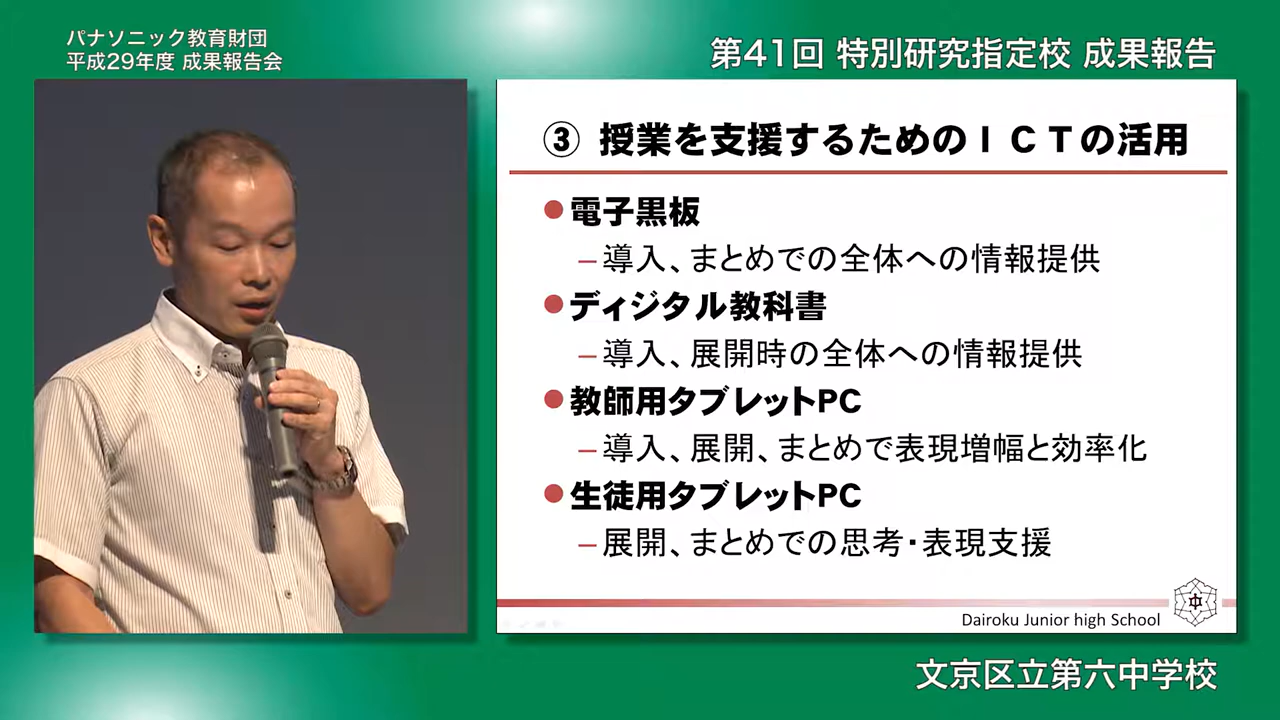 パナソニック教育財団
平成29年度 成果報告会
第41回 特別研究指定校 成果報告
③ 授業を支援するためのＩＣＴの活用
●電子黒板
–導入、まとめでの全体への情報提供
●ディジタル教科書
–導入、展開時の全体への情報提供
●教師用タブレットPC
–導入、展開、まとめで表現増幅と効率化
●生徒用タブレットPC
–展開、まとめでの思考・表現支援
中
Dairoku Junior high School
文京区立第六中学校